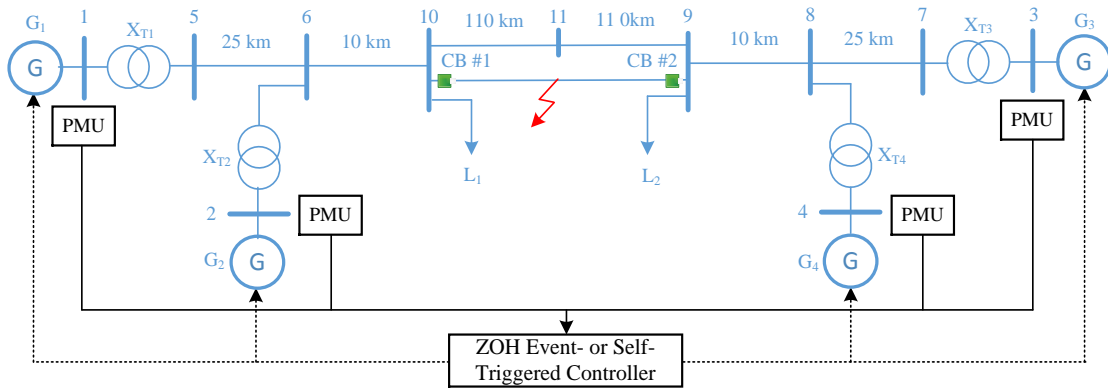 G1
1
XT1
5
25 km
6
10 km
10
110 km
11
11 0km
9
10 km
8
25 km
7
XT3
3
G3
G
CB #1
CB #2
G
PMU
PMU
XT2
L1
L2
XT4
2
PMU
4
PMU
G2
G
G4
G
ZOH Event- or Self-
Triggered Controller